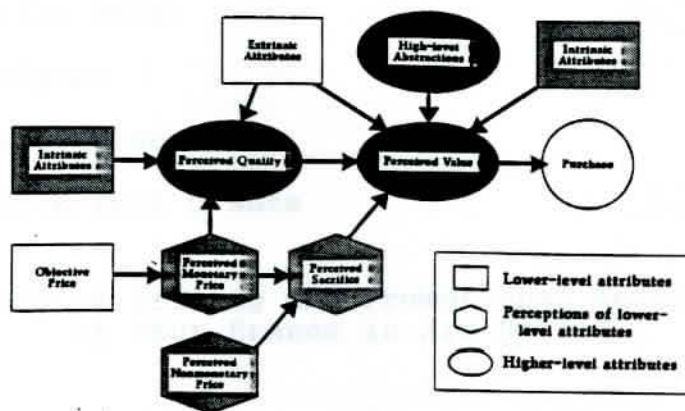 Extrinsic
Attributes
High-level
Abstractions
Intrinsic
Attributes
Intrinsic
Attributes
Perceived Quality
Perceived Value
Purchase
Objective
Price
Perceived
Monetary
Price
Perceived
Sacrifice
Perceived
Nonmonetary
Price
Lower-level attributes
Perceptions of lower-
level attributes
Higher-level attributes